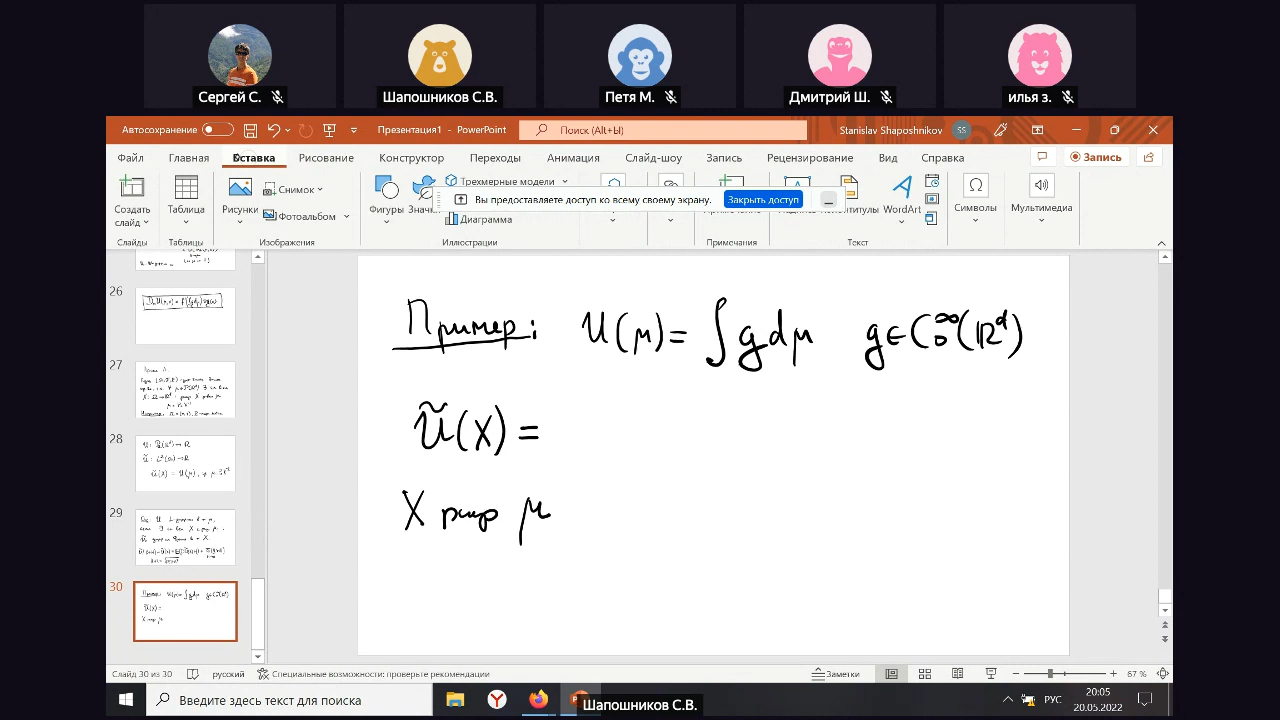 Сергей С.
Шапошников С.В.
Петя М.
Дмитрий Ш.
илья з.
Автосохранение
Презентация1 - PowerPoint
Поиск (Alt+Ы)
Stanislav Shaposhnikov
SS
Файл Главная Вставка Рисование Конструктор Переходы Анимация Слайд-шоу Запись Рецензирование Вид Справка
Запись
Создать слайд
Таблица
Рисунки
Снимок
Фотоальбом
Фигуры
Значки
Трехмерные модели
Диаграмма
Вы предоставляете доступ ко всему своему экрану.
Закрыть доступ
WordArt
Символы
Мультимедиа
Слайды Таблицы Изображения Иллюстрации Примечания Текст
26
27
28
29
30
Пример: U(μ) = ∫ g dμ g ∈ C₀^∞(ℝ^d)
Ũ(X) =
X распр μ
Слайд 30 из 30
русский
Специальные возможности: проверьте рекомендации
Заметки
67 %
Введите здесь текст для поиска
Шапошников С.В.
РУС
20:05
20.05.2022